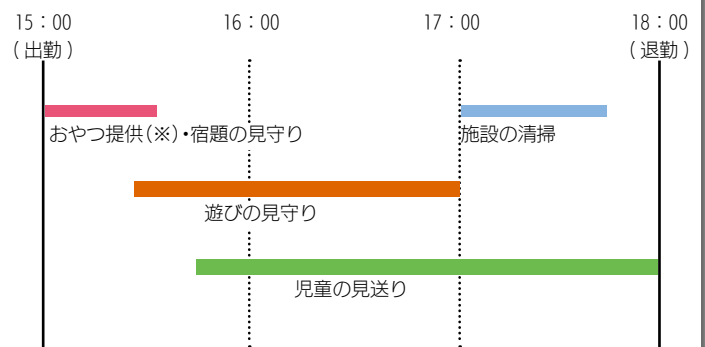 15：00
16：00
17：00
18：00
(出勤)
(退勤)
おやつ提供(※)・宿題の見守り
施設の清掃
遊びの見守り
児童の見送り